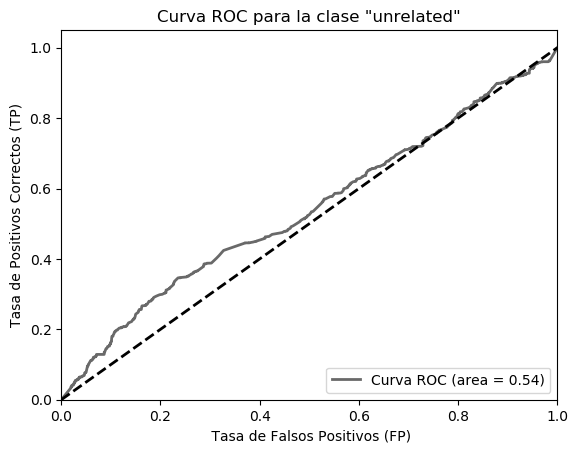 Curva ROC para la clase "unrelated"
Tasa de Positivos Correctos (TP)
1.0
0.8
0.6
0.4
0.2
0.0
Curva ROC (area = 0.54)
0.0 0.2 0.4 0.6 0.8 1.0
Tasa de Falsos Positivos (FP)